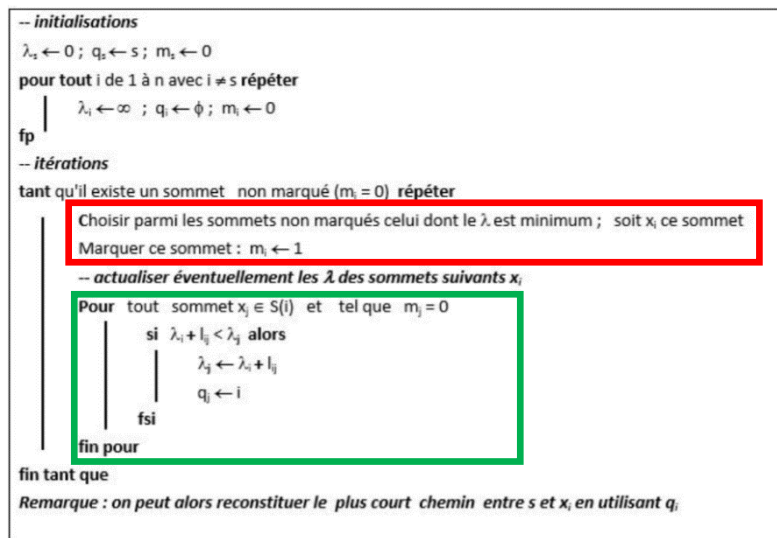 -- initialisations
λₛ ← 0 ; qₛ ← s ; mₛ ← 0
pour tout i de 1 à n avec i ≠ s répéter
λᵢ ← ∞ ; qᵢ ← ϕ ; mᵢ ← 0
fp
-- itérations
tant qu'il existe un sommet non marqué (mᵢ = 0) répéter
Choisir parmi les sommets non marqués celui dont le λ est minimum ; soit xᵢ ce sommet
Marquer ce sommet : mᵢ ← 1
-- actualiser éventuellement les λ des sommets suivants xᵢ
Pour tout sommet xⱼ ∈ S(i) et tel que mⱼ = 0
si λᵢ + lᵢⱼ < λⱼ alors
λⱼ ← λᵢ + lᵢⱼ
qⱼ ← i
fsi
fin pour
fin tant que
Remarque : on peut alors reconstituer le plus court chemin entre s et xᵢ en utilisant qᵢ